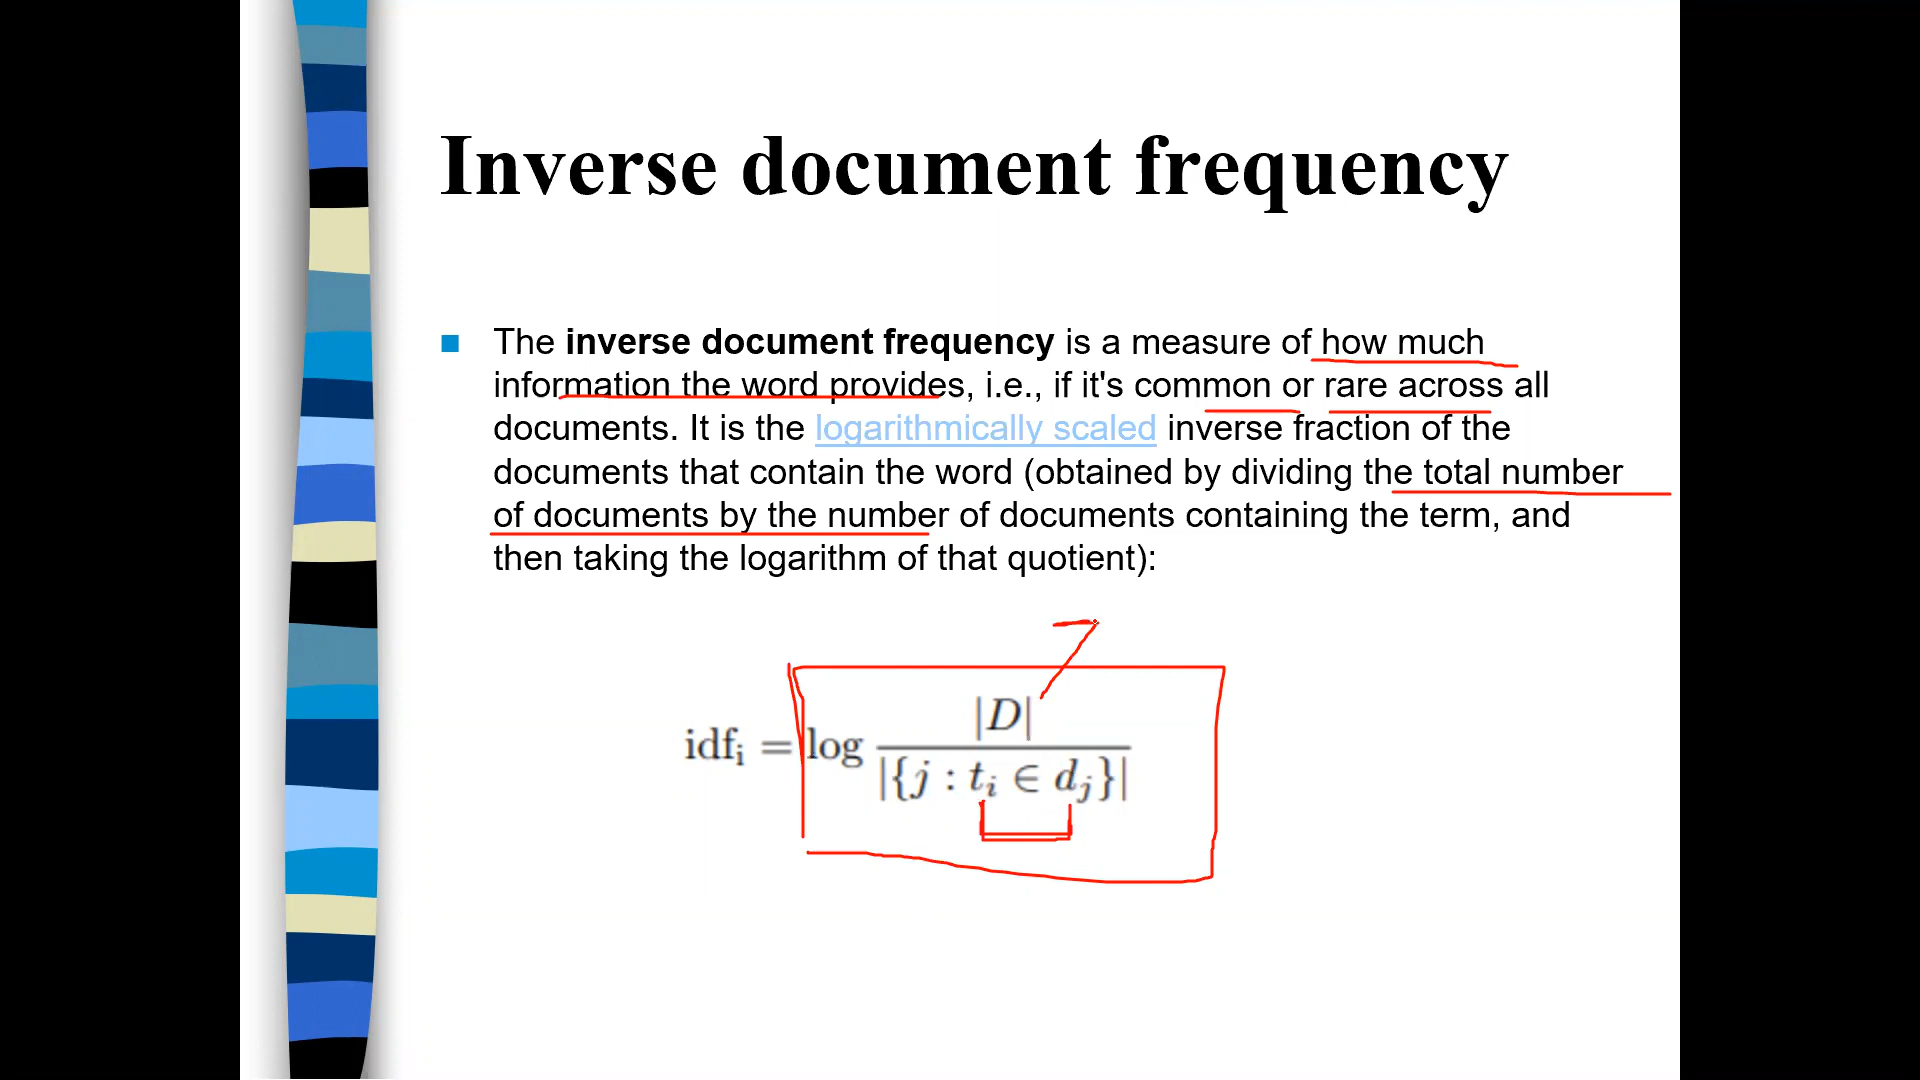 Inverse document frequency
The inverse document frequency is a measure of how much
information the word provides, i.e., if it's common or rare across all
documents. It is the logarithmically scaled inverse fraction of the
documents that contain the word (obtained by dividing the total number
of documents by the number of documents containing the term, and
then taking the logarithm of that quotient):
idfᵢ = log |D| / |{j : tᵢ ∈ dⱼ}|